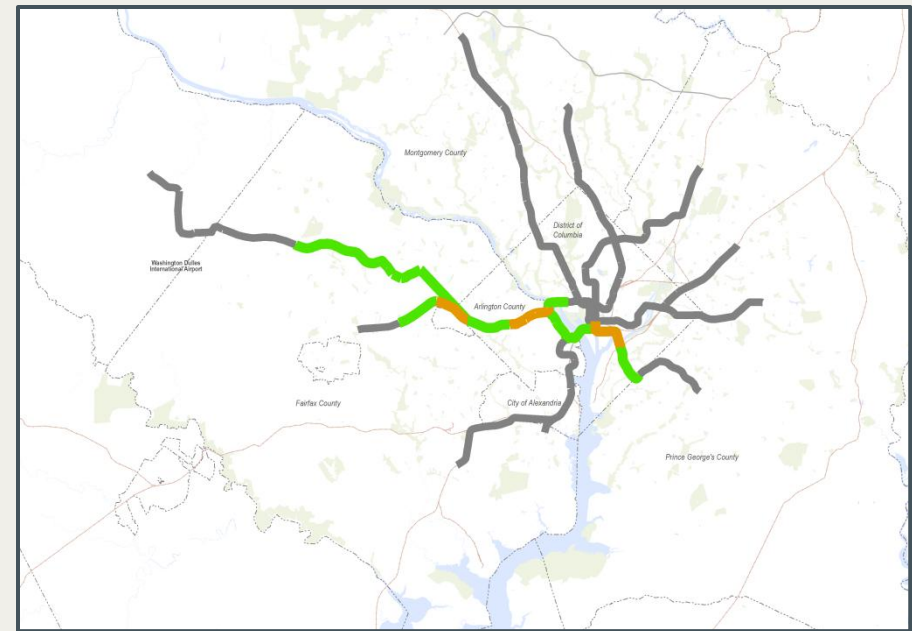 Montgomery County
District of
Columbia
Washington Dulles
International Airport
Arlington County
Fairfax County
City of Alexandria
Prince George's County